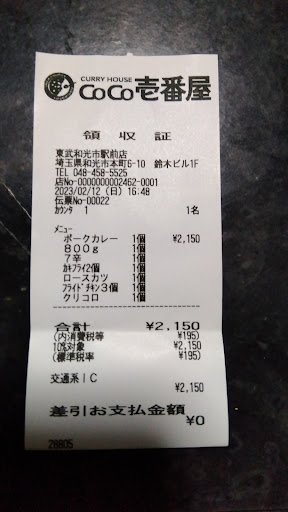 CURRY HOUSE
CoCo壱番屋
領 収 証
東武和光市駅前店
埼玉県和光市本町6-10 鈴木ビル1F
TEL 048-458-5525
店No-0000000002462-0001
2023/02/12（日）16:48
伝票No-00022
ｶｳﾝﾀ 1 1名
メニュー
ポークカレー 1個 ¥2,150
８００ｇ 1個
７辛 1個
ｶｷﾌﾗｲ2個 1個
ロースカツ 1個
ﾌﾗｲﾄﾞﾁｷﾝ３個 1個
クリコロ 1個
合計 ¥2,150
(内消費税等 ¥195)
10%対象 ¥2,150
(標準税率 ¥195)
交通系ＩＣ
¥2,150
差引お支払金額 ¥0
28805